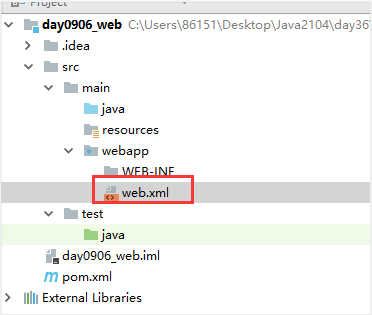 Project
day0906_web C:\Users\86151\Desktop\Java2104\day36
.idea
src
main
java
resources
webapp
WEB-INF
web.xml
test
java
day0906_web.iml
pom.xml
External Libraries